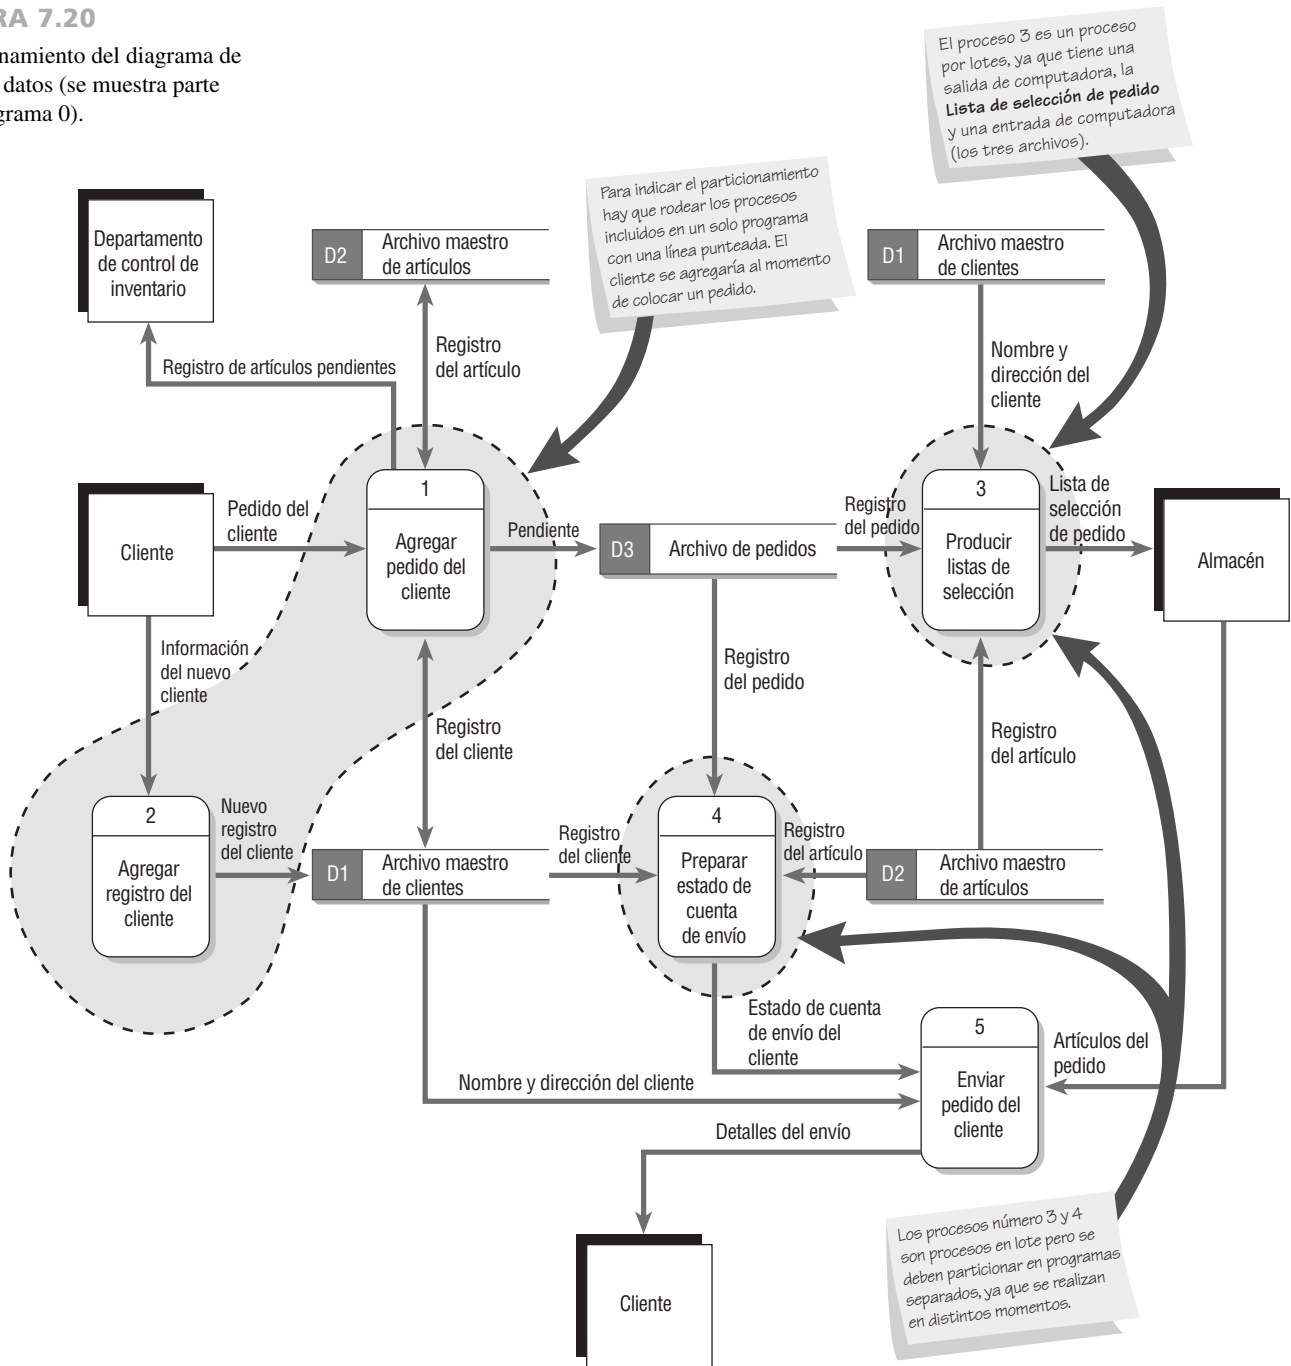 RA 7.20
namiento del diagrama de
datos (se muestra parte
grama 0).
El proceso 3 es un proceso
por lotes, ya que tiene una
salida de computadora, la
Lista de selección de pedido
y una entrada de computadora
(los tres archivos).
Para indicar el particionamiento
hay que rodear los procesos
incluidos en un solo programa
con una línea punteada. El
cliente se agregaría al momento
de colocar un pedido.
Departamento
de control de
inventario
D2
Archivo maestro
de artículos
D1
Archivo maestro
de clientes
Registro
del artículo
Registro de artículos pendientes
Nombre y
dirección del
cliente
Cliente
Pedido del
cliente
1
Agregar
pedido del
cliente
Pendiente
D3
Archivo de pedidos
Registro
del pedido
3
Producir
listas de
selección
Lista de
selección
de pedido
Almacén
Información
del nuevo
cliente
Registro
del pedido
Registro
del cliente
Registro
del artículo
2
Agregar
registro del
cliente
Nuevo
registro
del cliente
D1
Archivo maestro
de clientes
Registro
del cliente
4
Preparar
estado de
cuenta
de envío
Registro
del artículo
D2
Archivo maestro
de artículos
Estado de cuenta
de envío del
cliente
5
Enviar
pedido del
cliente
Artículos del
pedido
Nombre y dirección del cliente
Detalles del envío
Cliente
Los procesos número 3 y 4
son procesos en lote pero se
deben particionar en programas
separados, ya que se realizan
en distintos momentos.